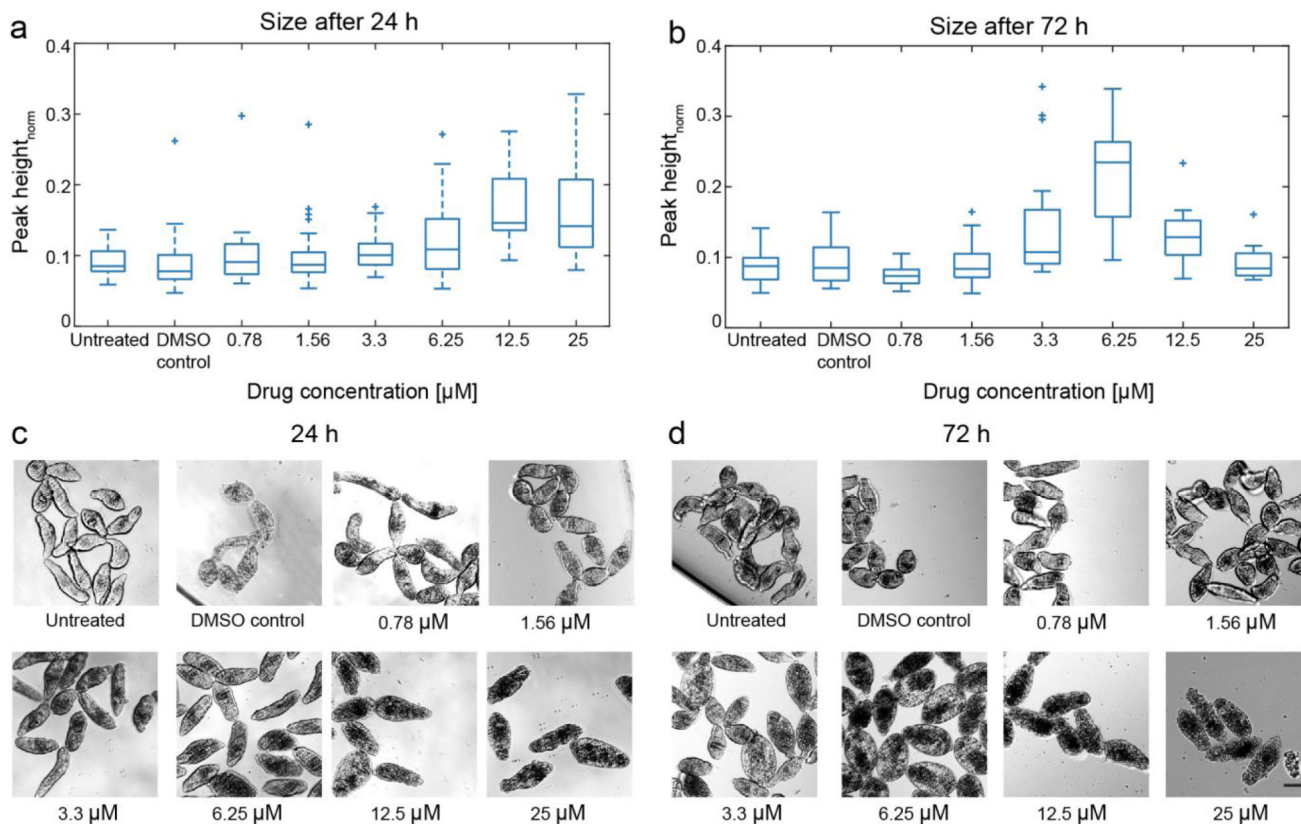 a
Size after 24 h
Peak height_norm
0.4
0.3
0.2
0.1
0
Untreated
DMSO
control
0.78
1.56
3.3
6.25
12.5
25
Drug concentration [µM]
b
Size after 72 h
Peak height_norm
0.4
0.3
0.2
0.1
0
Untreated
DMSO
control
0.78
1.56
3.3
6.25
12.5
25
Drug concentration [µM]
c
24 h
Untreated
DMSO control
0.78 µM
1.56 µM
3.3 µM
6.25 µM
12.5 µM
25 µM
d
72 h
Untreated
DMSO control
0.78 µM
1.56 µM
3.3 µM
6.25 µM
12.5 µM
25 µM